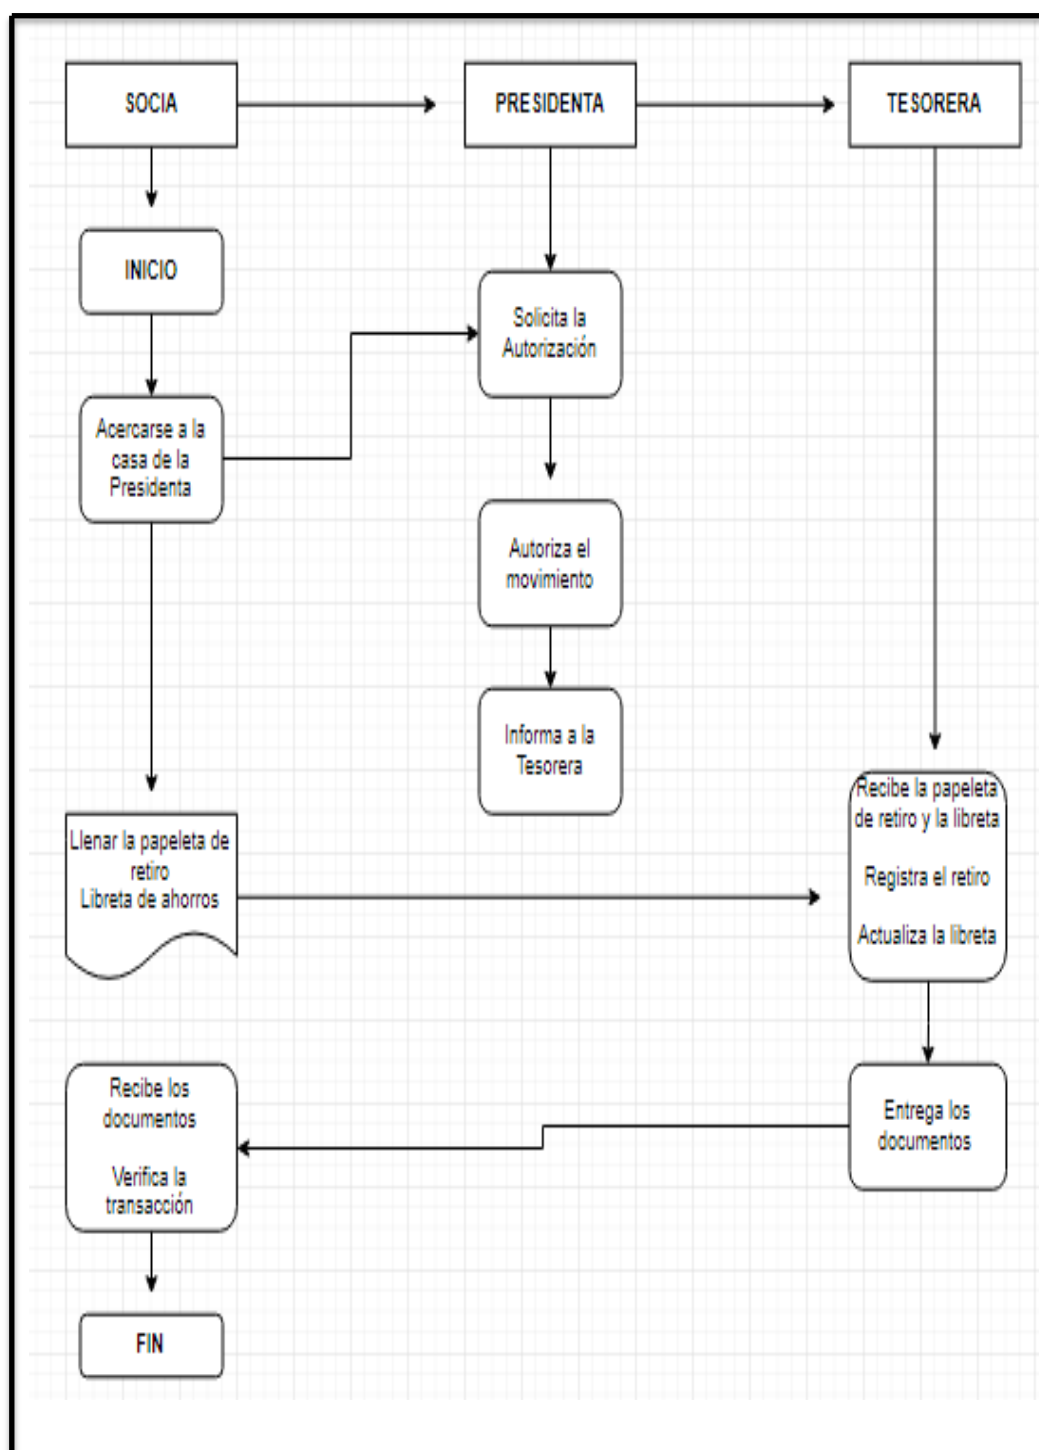 SOCIA
PRESIDENTA
TESORERA
INICIO
Solicita la
Autorización
Acercarse a la
casa de la
Presidenta
Autoriza el
movimiento
Informa a la
Tesorera
Llenar la papeleta de
retiro
Libreta de ahorros
Recibe la papeleta
de retiro y la libreta
Registra el retiro
Actualiza la libreta
Recibe los
documentos
Verifica la
transacción
Entrega los
documentos
FIN